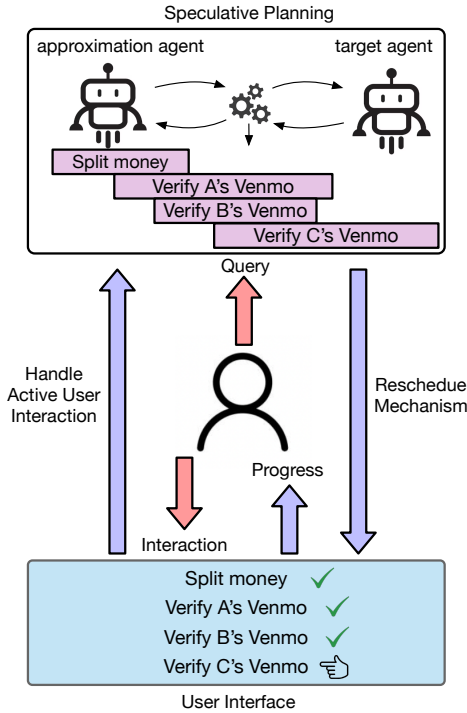 Speculative Planning
approximation agent
target agent
Split money
Verify A's Venmo
Verify B's Venmo
Verify C's Venmo
Query
Handle
Active User
Interaction
Reschedue
Mechanism
Progress
Interaction
Split money
Verify A's Venmo
Verify B's Venmo
Verify C's Venmo
User Interface